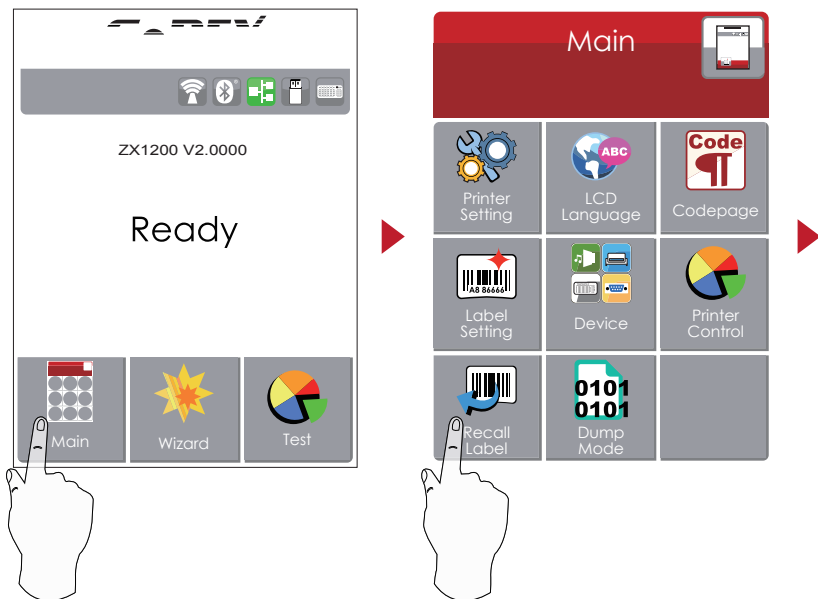 ZX1200 V2.0000
Ready
Main
Wizard
Test
Main
Printer
Setting
ABC
LCD
Language
Code
Codepage
A8 86666
Label
Setting
Device
Printer
Control
Recall
Label
0101
0101
Dump
Mode